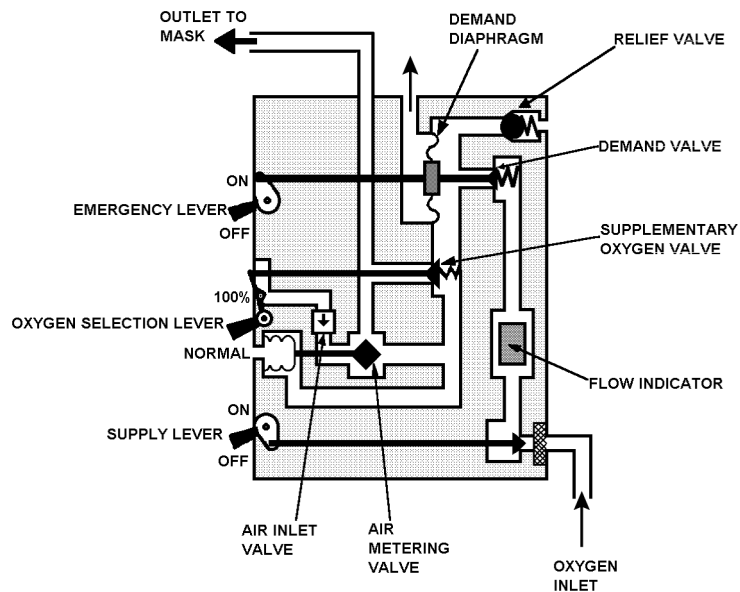 OUTLET TO
MASK
DEMAND
DIAPHRAGM
RELIEF VALVE
DEMAND VALVE
ON
EMERGENCY LEVER
OFF
SUPPLEMENTARY
OXYGEN VALVE
100%
OXYGEN SELECTION LEVER
NORMAL
FLOW INDICATOR
ON
SUPPLY LEVER
OFF
AIR INLET
VALVE
AIR
METERING
VALVE
OXYGEN
INLET